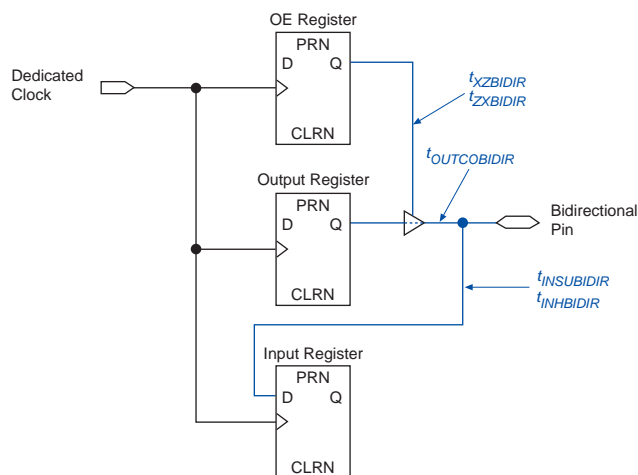 OE Register
PRN
D Q
CLRN
Dedicated
Clock
tXZBIDIR
tZXBIDIR
tOUTCOBIDIR
Output Register
PRN
D Q
CLRN
Bidirectional
Pin
tINSUBIDIR
tINHBIDIR
Input Register
PRN
D Q
CLRN